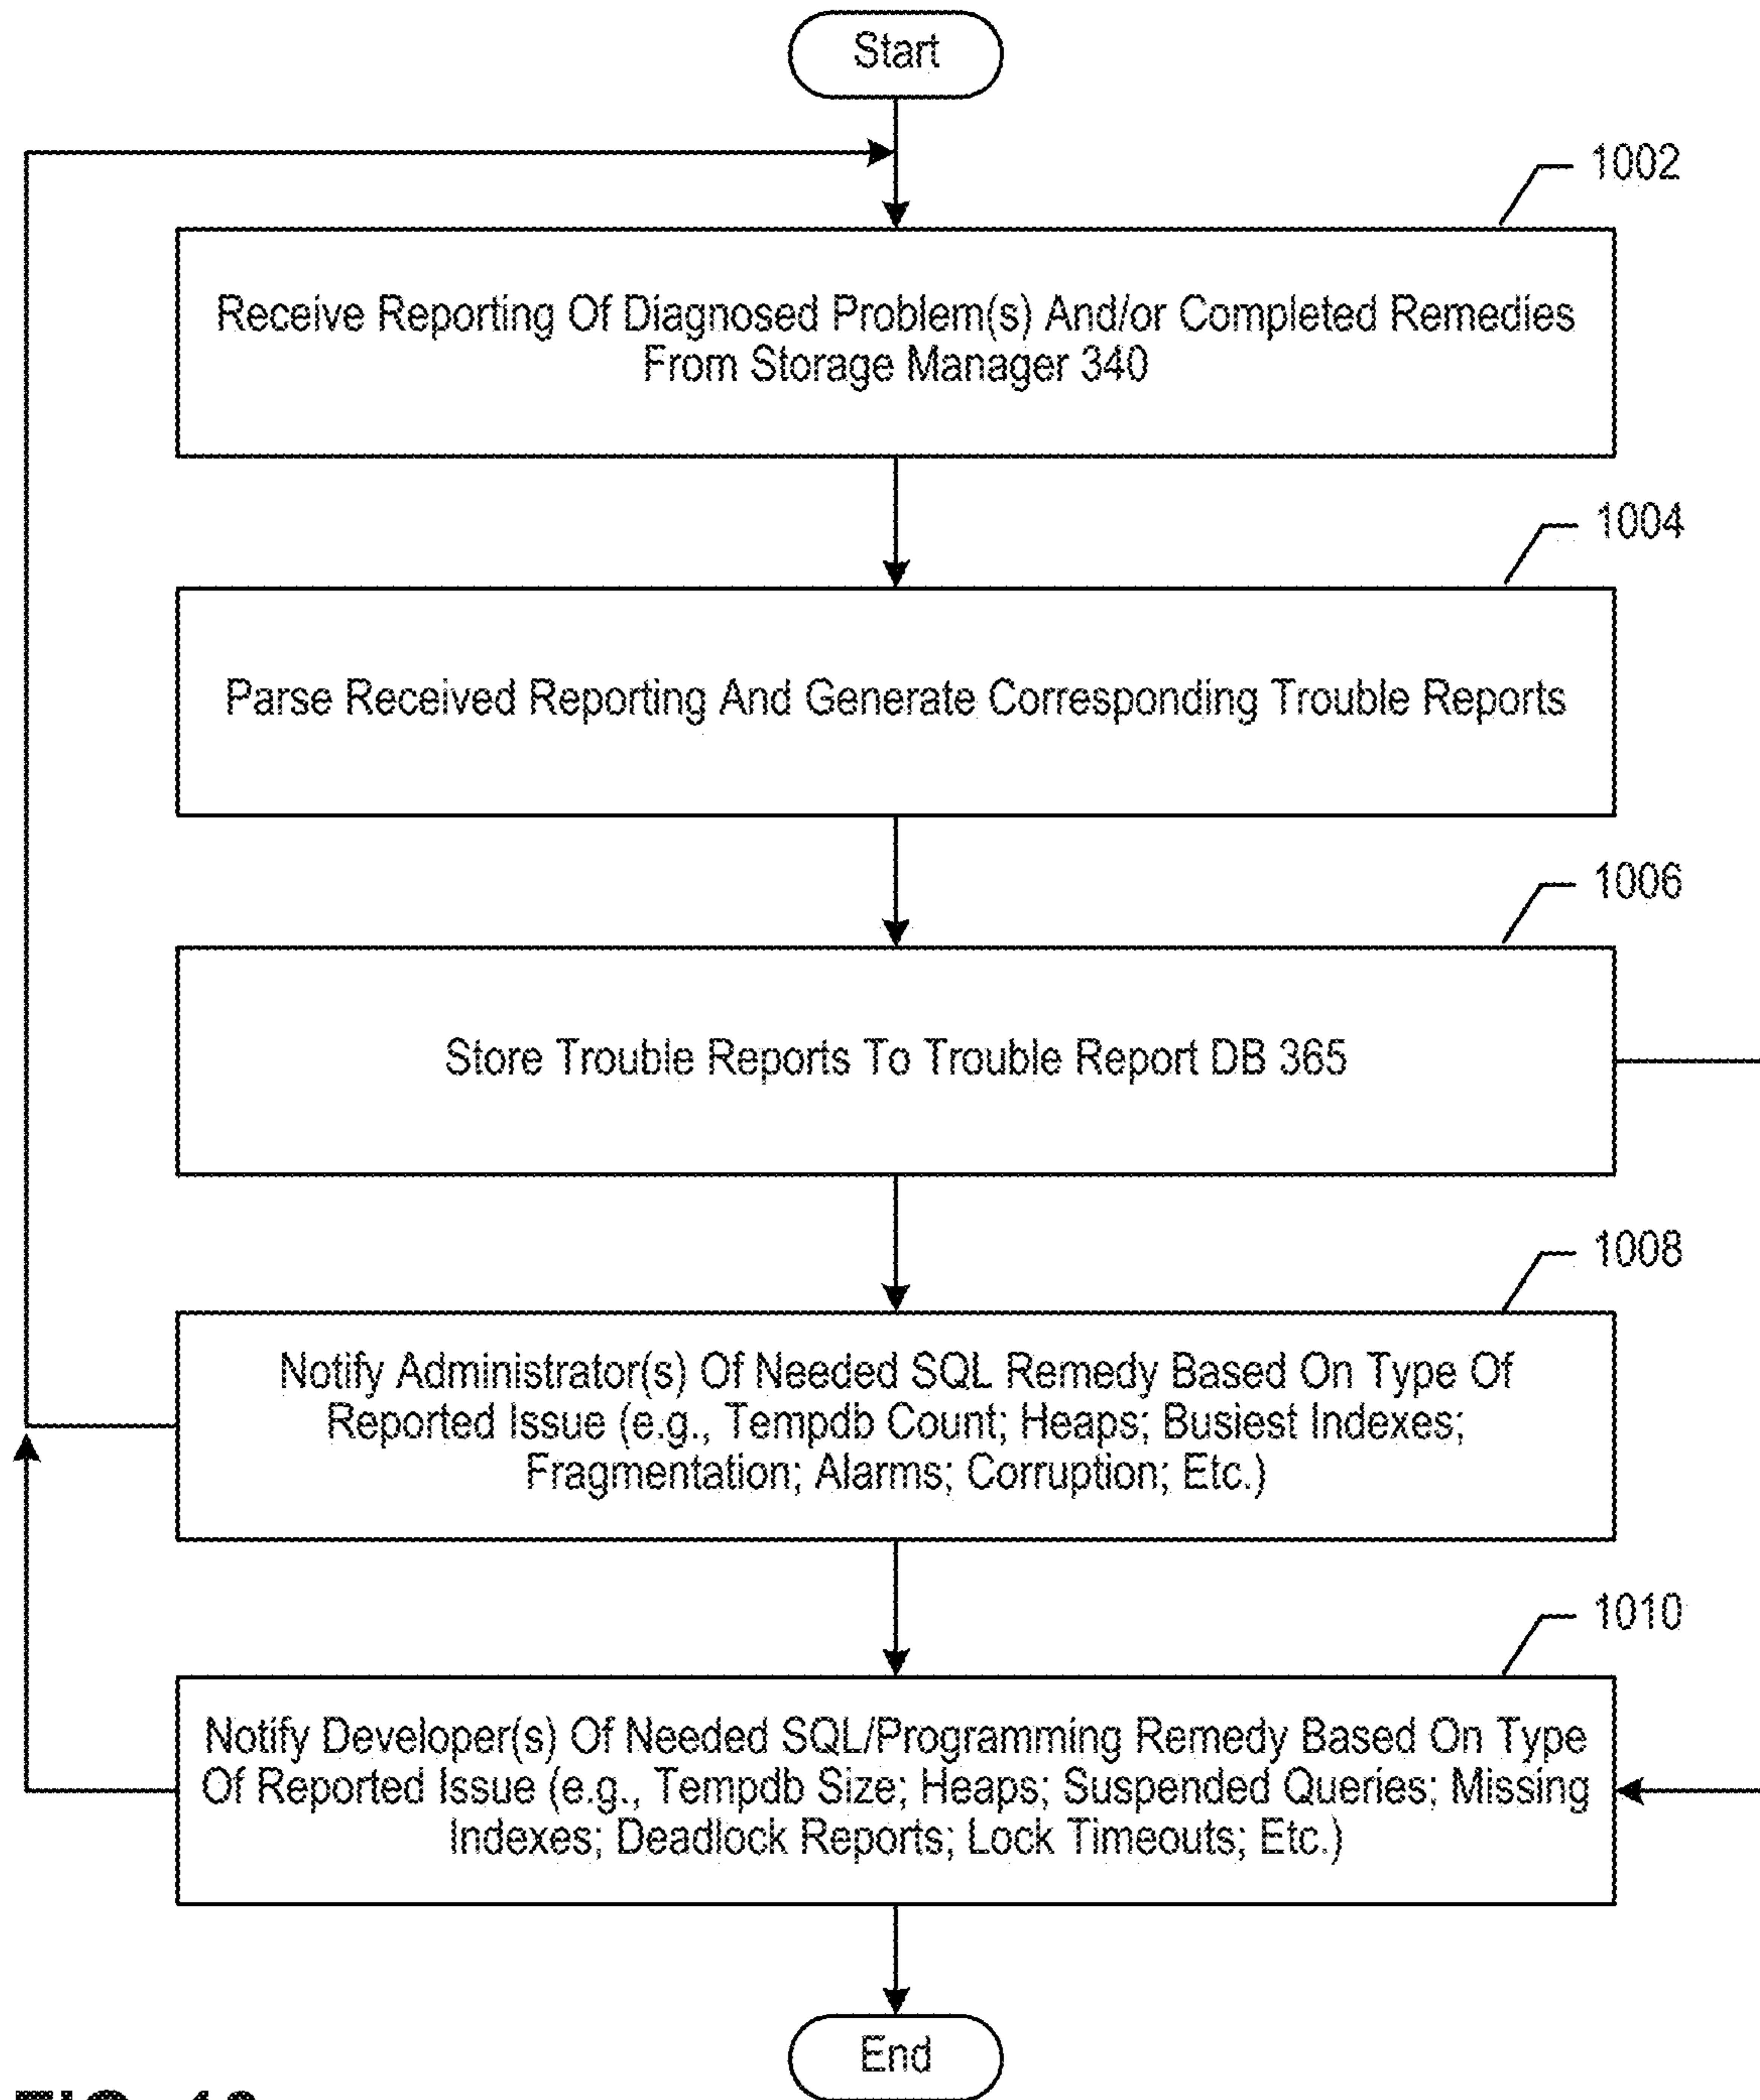 Start
1002
Receive Reporting Of Diagnosed Problem(s) And/or Completed Remedies
From Storage Manager 340
1004
Parse Received Reporting And Generate Corresponding Trouble Reports
1006
Store Trouble Reports To Trouble Report DB 365
1008
Notify Administrator(s) Of Needed SQL Remedy Based On Type Of
Reported Issue (e.g., Tempdb Count; Heaps; Busiest Indexes;
Fragmentation; Alarms; Corruption; Etc.)
1010
Notify Developer(s) Of Needed SQL/Programming Remedy Based On Type
Of Reported Issue (e.g., Tempdb Size; Heaps; Suspended Queries; Missing
Indexes; Deadlock Reports; Lock Timeouts; Etc.)
End